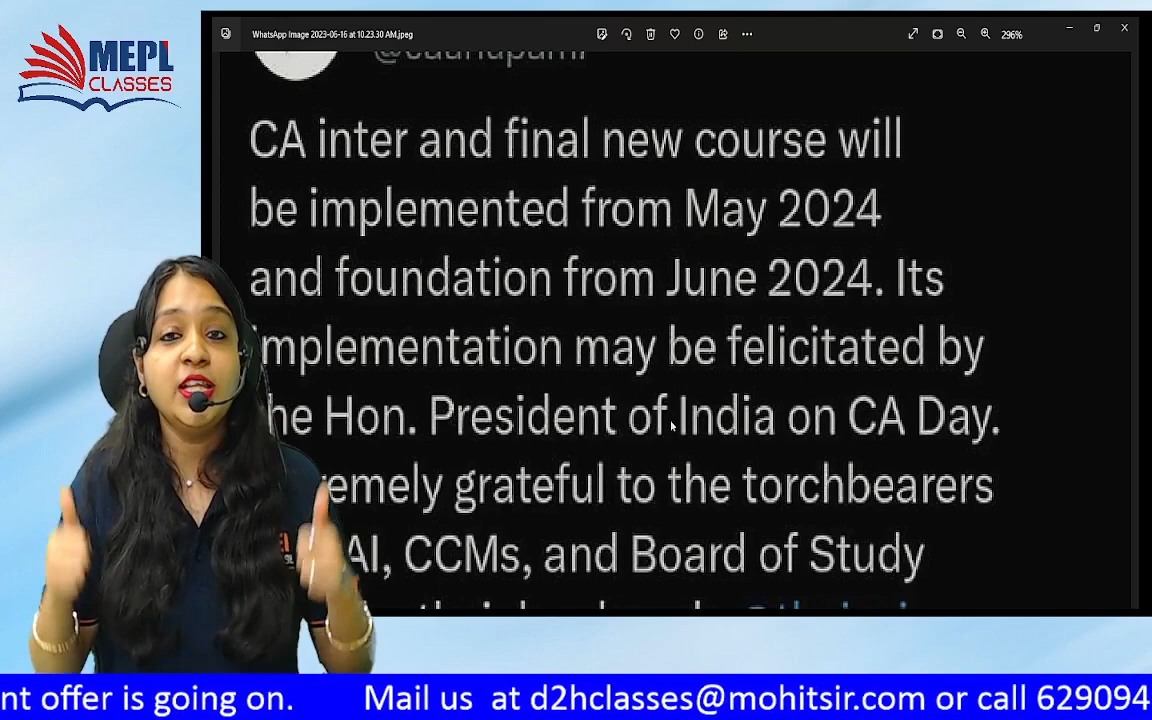 MEPL
CLASSES
WhatsApp Image 2023-06-16 at 10.23.30 AM.jpeg
296%
CA inter and final new course will
be implemented from May 2024
and foundation from June 2024. Its
implementation may be felicitated by
the Hon. President of India on CA Day.
remely grateful to the torchbearers
AI, CCMs, and Board of Study
nt offer is going on. Mail us at d2hclasses@mohitsir.com or call 629094